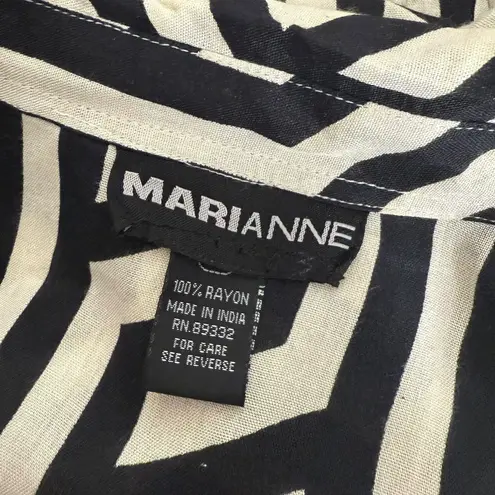 MARIANNE
100% RAYON
MADE IN INDIA
RN.89332
FOR CARE
SEE REVERSE